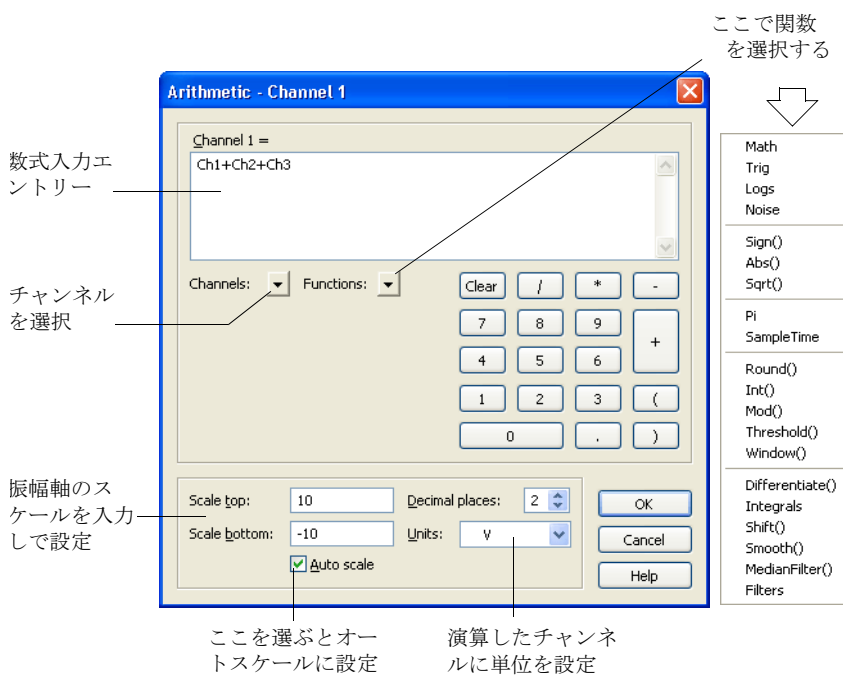 ここで関数
を選択する
Arithmetic - Channel 1
Channel 1 =
Ch1+Ch2+Ch3
数式入力エ
ントリー
Channels:
Functions:
Clear / * -
7 8 9 +
4 5 6
1 2 3 (
0 . )
チャンネル
を選択
Math
Trig
Logs
Noise
Sign()
Abs()
Sqrt()
Pi
SampleTime
Round()
Int()
Mod()
Threshold()
Window()
Differentiate()
Integrals
Shift()
Smooth()
MedianFilter()
Filters
振幅軸のス
ケールを入力
しで設定
Scale top: 10 Decimal places: 2 OK
Scale bottom: -10 Units: V Cancel
Auto scale Help
ここを選ぶとオー
トスケールに設定
演算したチャンネ
ルに単位を設定